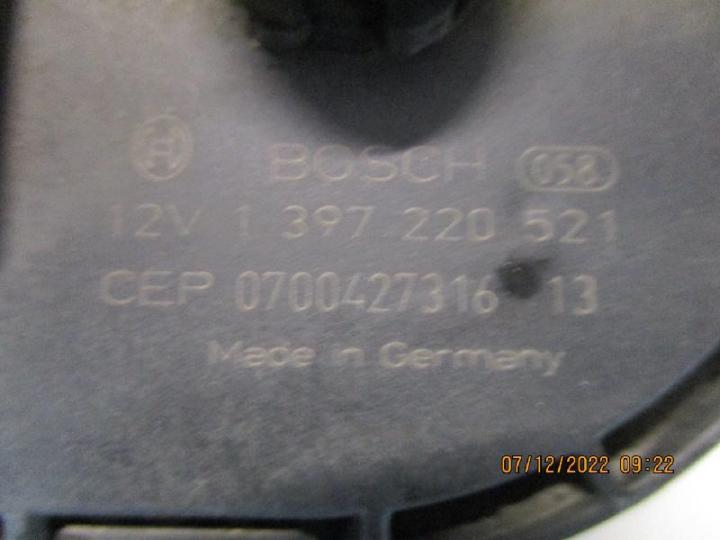 BOSCH 058
12V 1 397 220 521
CEP 0700427316 13
Made in Germany
07/12/2022 09:22